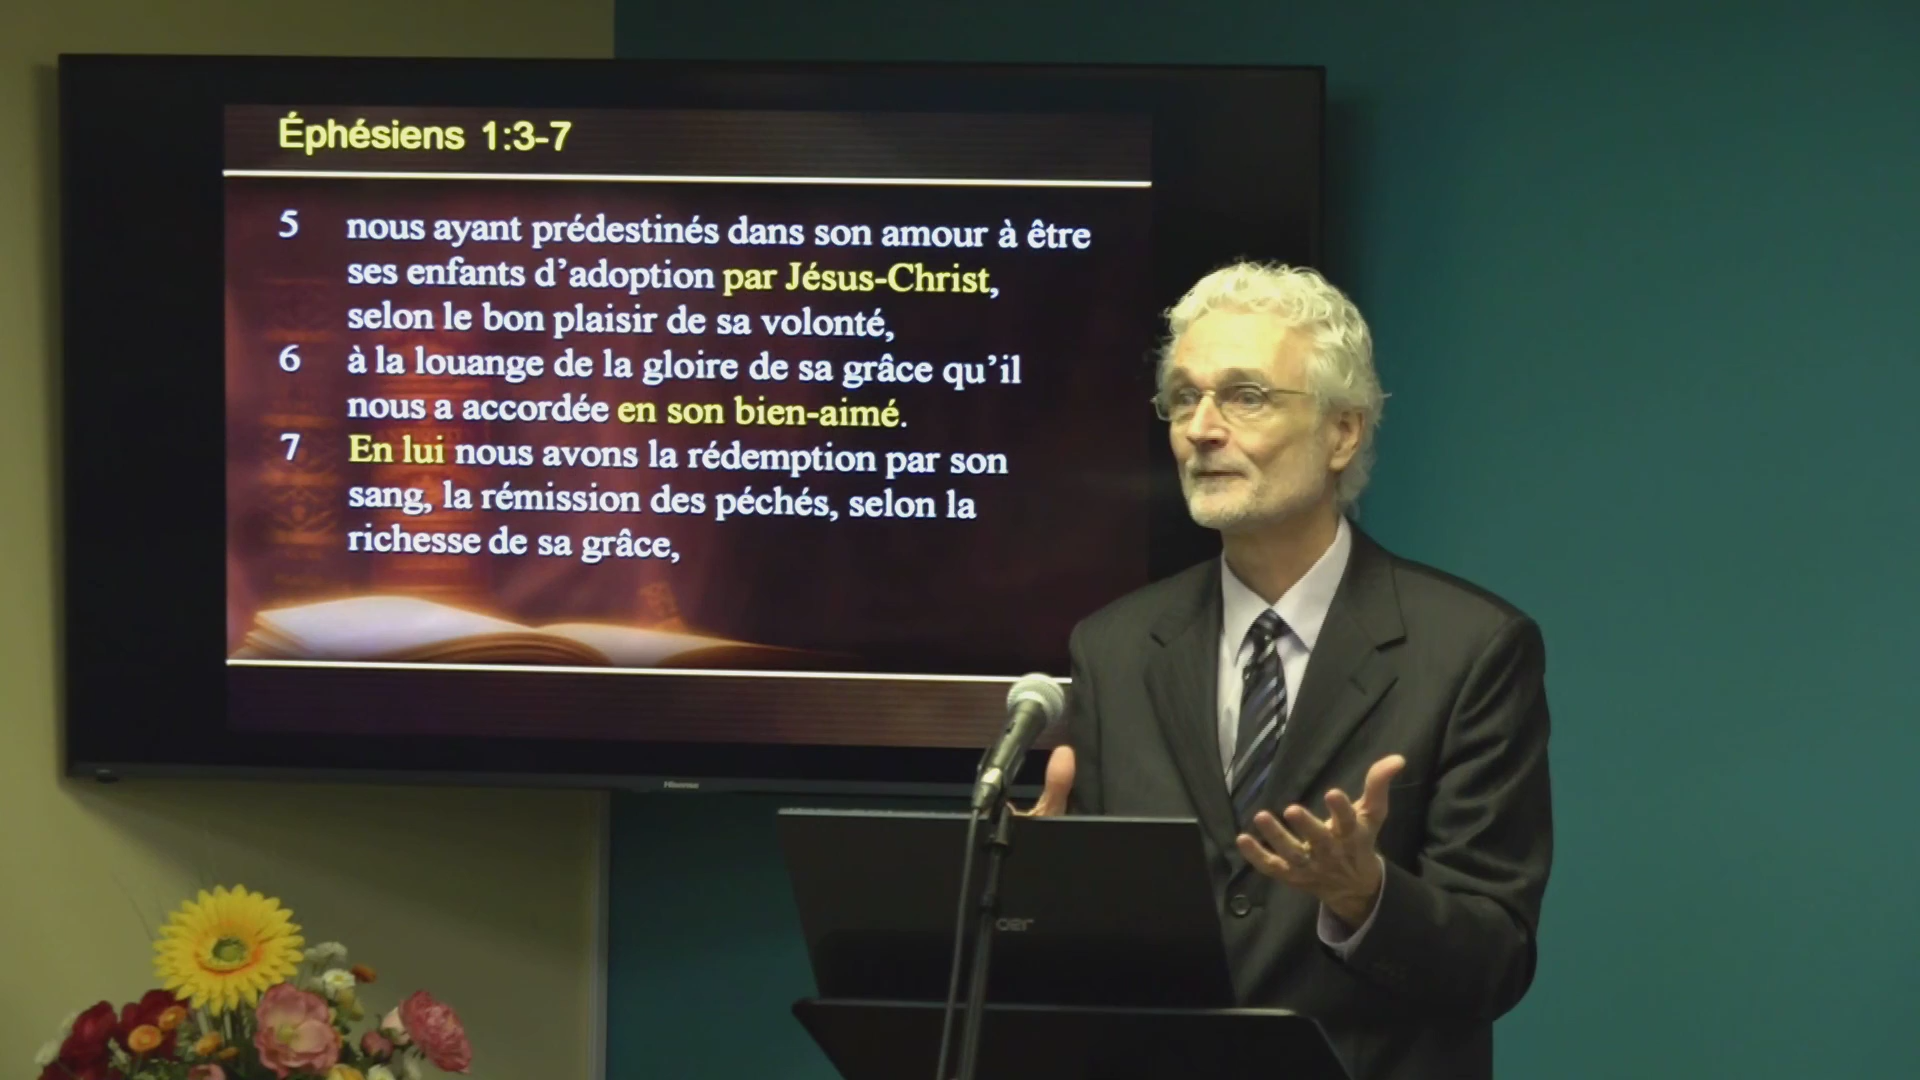 Éphésiens 1:3-7
5 nous ayant prédestinés dans son amour à être
ses enfants d’adoption par Jésus-Christ,
selon le bon plaisir de sa volonté,
6 à la louange de la gloire de sa grâce qu’il
nous a accordée en son bien-aimé.
7 En lui nous avons la rédemption par son
sang, la rémission des péchés, selon la
richesse de sa grâce,
Hisense
acer